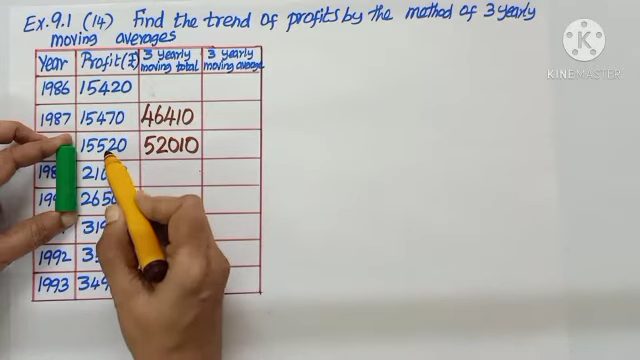 Ex.9.1 (14) Find the trend of profits by the method of 3 yearly
moving averages
Year Profit(₹) 3 yearly moving total 3 yearly moving average
1986 15420
1987 15470 46410
15520 52010
1992
1993
KINEMASTER